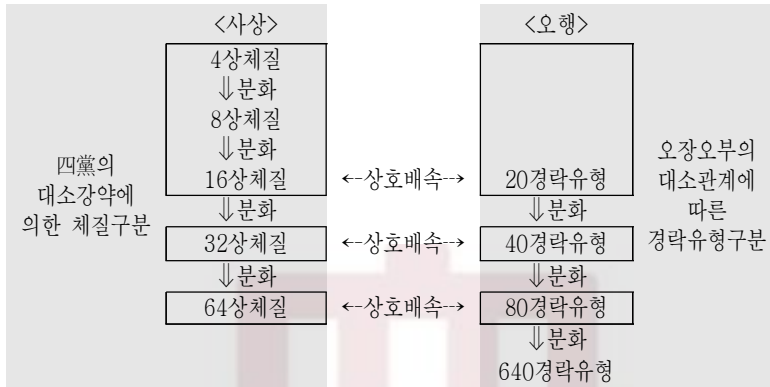 <사상> <오행>
4상체질
⇓분화
8상체질
⇓분화
16상체질 ←-상호배속-→ 20경락유형
⇓분화 ⇓분화
32상체질 ←-상호배속-→ 40경락유형
⇓분화 ⇓분화
64상체질 ←-상호배속-→ 80경락유형
⇓분화
640경락유형
四黨의
대소강약에
의한 체질구분
오장오부의
대소관계에
따른
경락유형구분